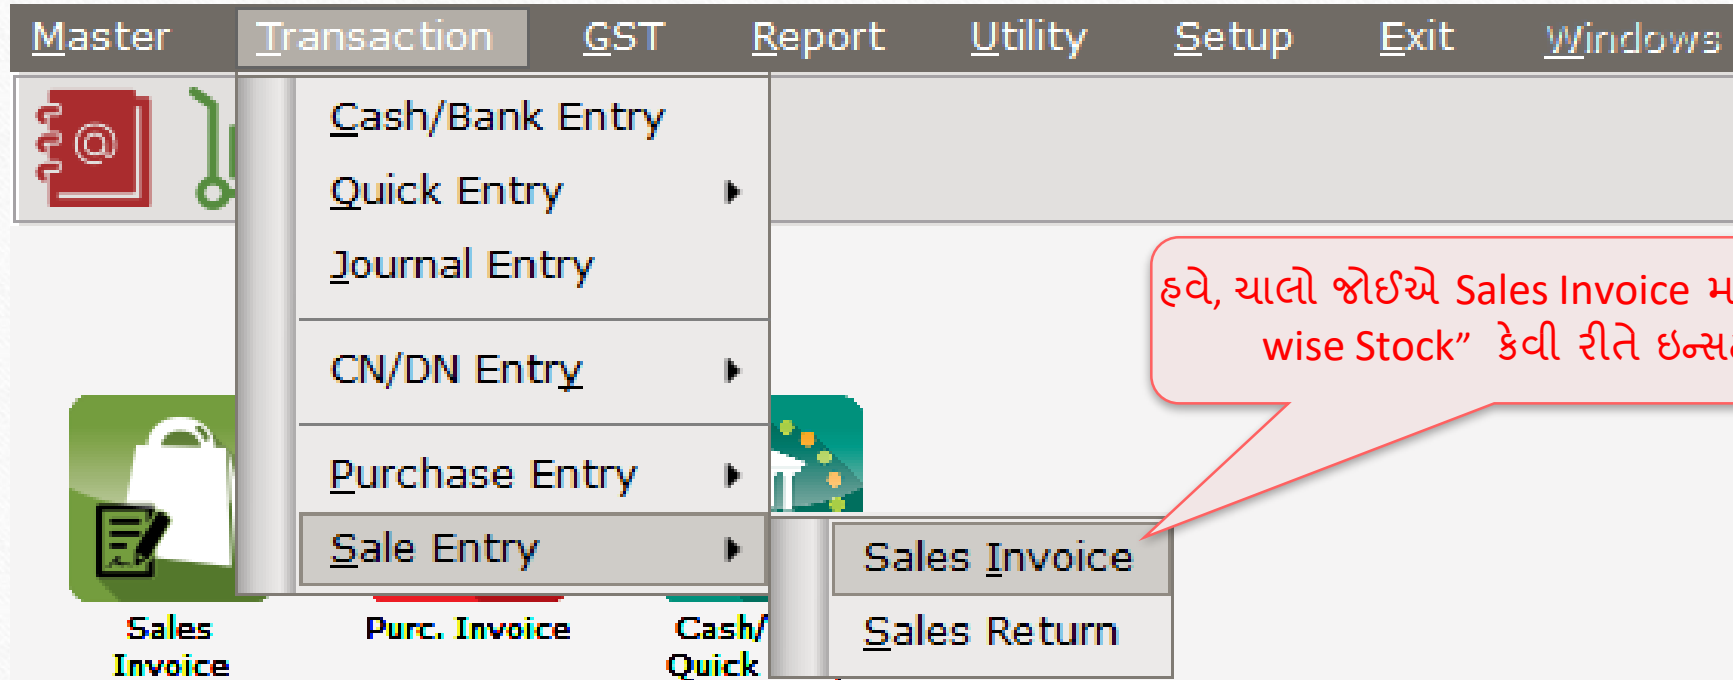 Master Transaction GST Report Utility Setup Exit Windows
@
Cash/Bank Entry
Quick Entry
Journal Entry
CN/DN Entry
Purchase Entry
Sale Entry
Sales Invoice
Sales Return
હવે, ચાલો જોઈએ Sales Invoice
wise Stock” કેવી રીતે
Sales
Invoice
Purc. Invoice
Cash/
Quick